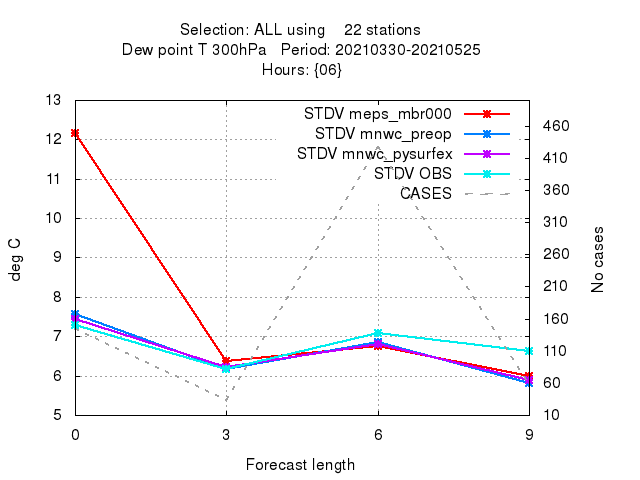 Selection: ALL using    22 stations
Dew point T 300hPa   Period: 20210330-20210525
Hours: {06}
STDV meps_mbr000
STDV mnwc_preop
STDV mnwc_pysurfex
STDV OBS
CASES
deg C
13
12
11
10
9
8
7
6
5
460
410
360
310
260
210
160
110
60
10
No cases
0 3 6 9
Forecast length